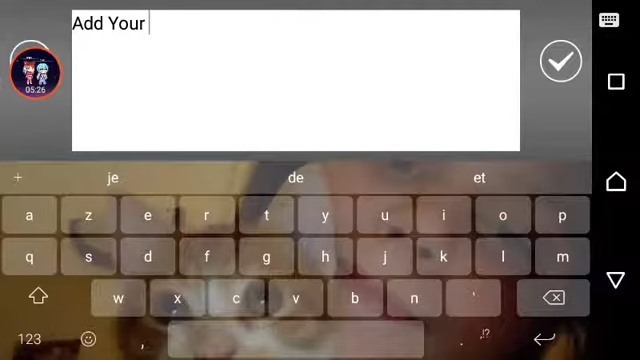 Add Your
05:26
+ je de et
a z e r t y u i o p
q s d f g h j k l m
w x c v b n '
123 , . ,!?